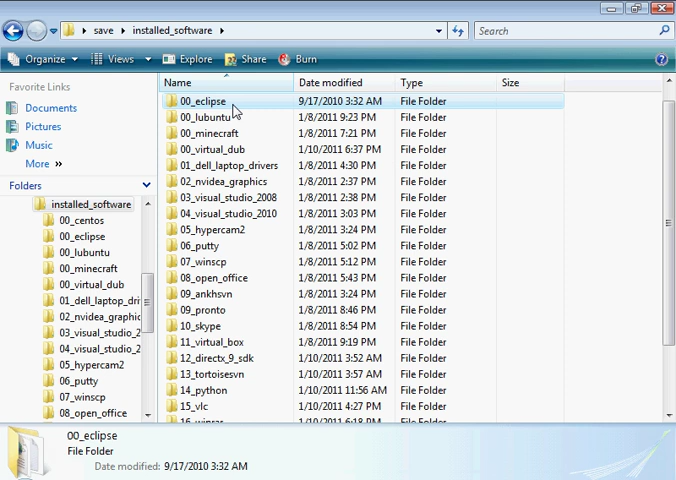 save ▸ installed_software ▸
Search
Organize Views Explore Share Burn
Favorite Links
Documents
Pictures
Music
More »
Folders
installed_software
00_centos
00_eclipse
00_lubuntu
00_minecraft
00_virtual_dub
01_dell_laptop_dri
02_nvidea_graphic
03_visual_studio_2
04_visual_studio_2
05_hypercam2
06_putty
07_winscp
08_open_office
Name Date modified Type Size
00_eclipse 9/17/2010 3:32 AM File Folder
00_lubuntu 1/8/2011 9:23 PM File Folder
00_minecraft 1/8/2011 7:21 PM File Folder
00_virtual_dub 1/10/2011 6:37 PM File Folder
01_dell_laptop_drivers 1/8/2011 4:30 PM File Folder
02_nvidea_graphics 1/8/2011 2:37 PM File Folder
03_visual_studio_2008 1/8/2011 2:38 PM File Folder
04_visual_studio_2010 1/8/2011 3:03 PM File Folder
05_hypercam2 1/8/2011 3:24 PM File Folder
06_putty 1/8/2011 5:02 PM File Folder
07_winscp 1/8/2011 5:12 PM File Folder
08_open_office 1/8/2011 5:43 PM File Folder
09_ankhsvn 1/8/2011 3:24 PM File Folder
09_pronto 1/8/2011 8:46 PM File Folder
10_skype 1/8/2011 8:54 PM File Folder
11_virtual_box 1/8/2011 9:19 PM File Folder
12_directx_9_sdk 1/10/2011 3:52 AM File Folder
13_tortoisesvn 1/10/2011 3:57 AM File Folder
14_python 1/10/2011 11:56 AM File Folder
15_vlc 1/10/2011 4:27 PM File Folder
16_winrar 1/10/2011 6:18 PM File Folder
00_eclipse
File Folder
Date modified: 9/17/2010 3:32 AM